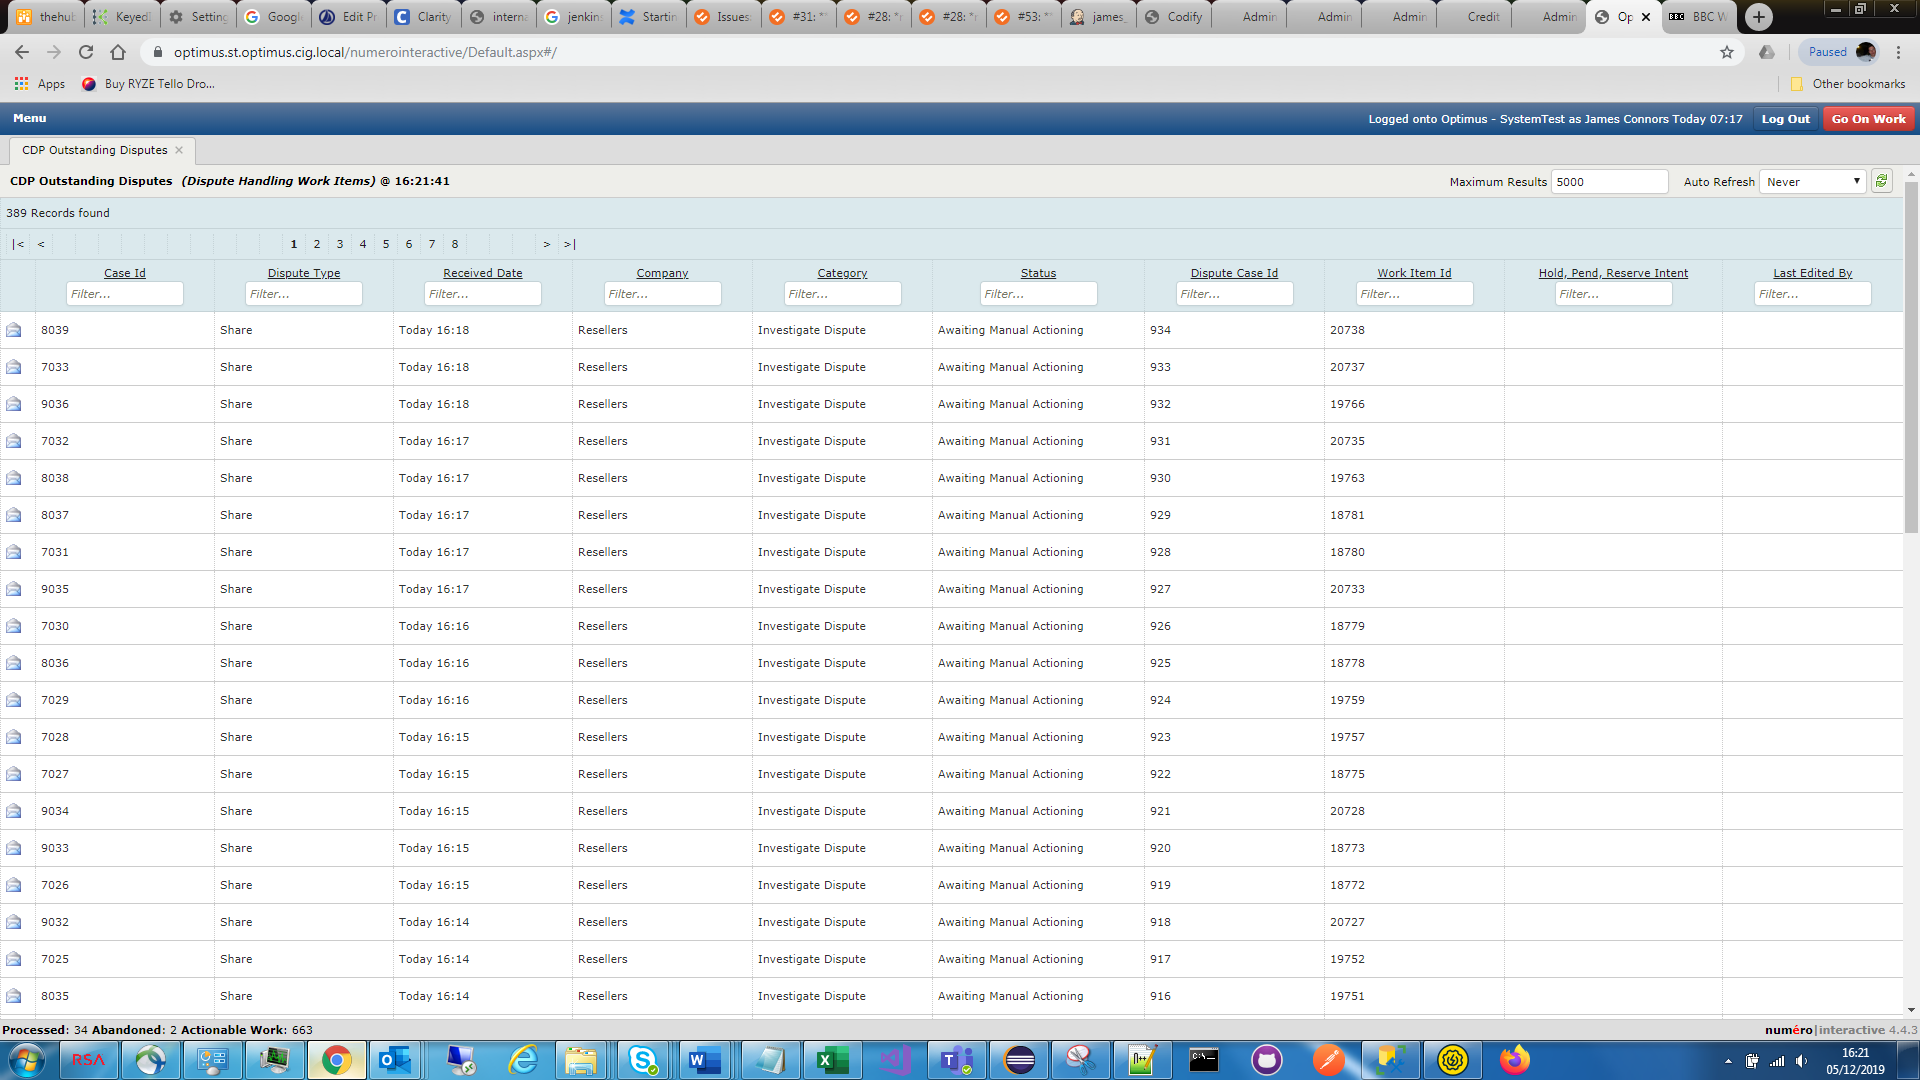 thehub KeyedI Setting Googl Edit Pr Clarity interna jenkin Startin Issues #31: * #28: * #28: * #53: * james_ Codify Admin Admin Admin Credit Admin Op BBC W
optimus.st.optimus.cig.local/numerointeractive/Default.aspx#/ Paused
Apps Buy RYZE Tello Dro... Other bookmarks
Menu Logged onto Optimus - SystemTest as James Connors Today 07:17 Log Out Go On Work
CDP Outstanding Disputes
CDP Outstanding Disputes (Dispute Handling Work Items) @ 16:21:41 Maximum Results 5000 Auto Refresh Never
389 Records found
|< < 1 2 3 4 5 6 7 8 > >|
Case Id Dispute Type Received Date Company Category Status Dispute Case Id Work Item Id Hold, Pend, Reserve Intent Last Edited By
Filter... Filter... Filter... Filter... Filter... Filter... Filter... Filter... Filter... Filter...
8039 Share Today 16:18 Resellers Investigate Dispute Awaiting Manual Actioning 934 20738
7033 Share Today 16:18 Resellers Investigate Dispute Awaiting Manual Actioning 933 20737
9036 Share Today 16:18 Resellers Investigate Dispute Awaiting Manual Actioning 932 19766
7032 Share Today 16:17 Resellers Investigate Dispute Awaiting Manual Actioning 931 20735
8038 Share Today 16:17 Resellers Investigate Dispute Awaiting Manual Actioning 930 19763
8037 Share Today 16:17 Resellers Investigate Dispute Awaiting Manual Actioning 929 18781
7031 Share Today 16:17 Resellers Investigate Dispute Awaiting Manual Actioning 928 18780
9035 Share Today 16:17 Resellers Investigate Dispute Awaiting Manual Actioning 927 20733
7030 Share Today 16:16 Resellers Investigate Dispute Awaiting Manual Actioning 926 18779
8036 Share Today 16:16 Resellers Investigate Dispute Awaiting Manual Actioning 925 18778
7029 Share Today 16:16 Resellers Investigate Dispute Awaiting Manual Actioning 924 19759
7028 Share Today 16:15 Resellers Investigate Dispute Awaiting Manual Actioning 923 19757
7027 Share Today 16:15 Resellers Investigate Dispute Awaiting Manual Actioning 922 18775
9034 Share Today 16:15 Resellers Investigate Dispute Awaiting Manual Actioning 921 20728
9033 Share Today 16:15 Resellers Investigate Dispute Awaiting Manual Actioning 920 18773
7026 Share Today 16:15 Resellers Investigate Dispute Awaiting Manual Actioning 919 18772
9032 Share Today 16:14 Resellers Investigate Dispute Awaiting Manual Actioning 918 20727
7025 Share Today 16:14 Resellers Investigate Dispute Awaiting Manual Actioning 917 19752
8035 Share Today 16:14 Resellers Investigate Dispute Awaiting Manual Actioning 916 19751
Processed: 34 Abandoned: 2 Actionable Work: 663 numéro|interactive 4.4.3
RSA 16:21
05/12/2019